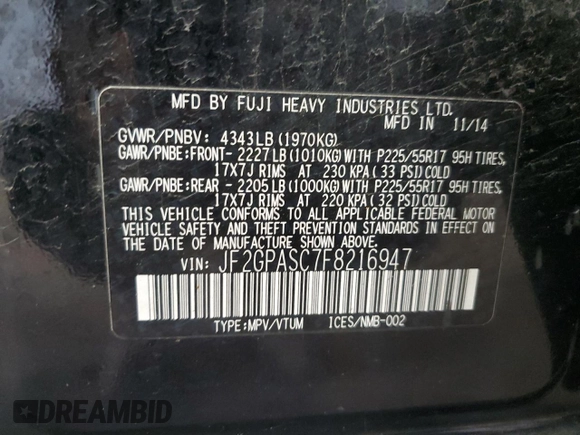 MFD BY FUJI HEAVY INDUSTRIES LTD.
MFD IN 11/14
GVWR/PNBV: 4343LB (1970KG)
GAWR/PNBE:FRONT- 2227LB (1010KG) WITH P225/55R17 95H TIRES,
17X7J RIMS AT 230 KPA ( 33 PSI) COLD
GAWR/PNBE:REAR - 2205LB (1000KG) WITH P225/55R17 95H TIRES,
17X7J RIMS AT 220 KPA ( 32 PSI) COLD
THIS VEHICLE CONFORMS TO ALL APPLICABLE FEDERAL MOTOR
VEHICLE SAFETY, BUMPER, AND THEFT PREVENTION STANDARDS IN
EFFECT ON THE DATE OF MANUFACTURE SHOWN ABOVE.
VIN: JF2GPASC7F8216947
TYPE:MPV/VTUM ICES/NMB-002
DREAMBID